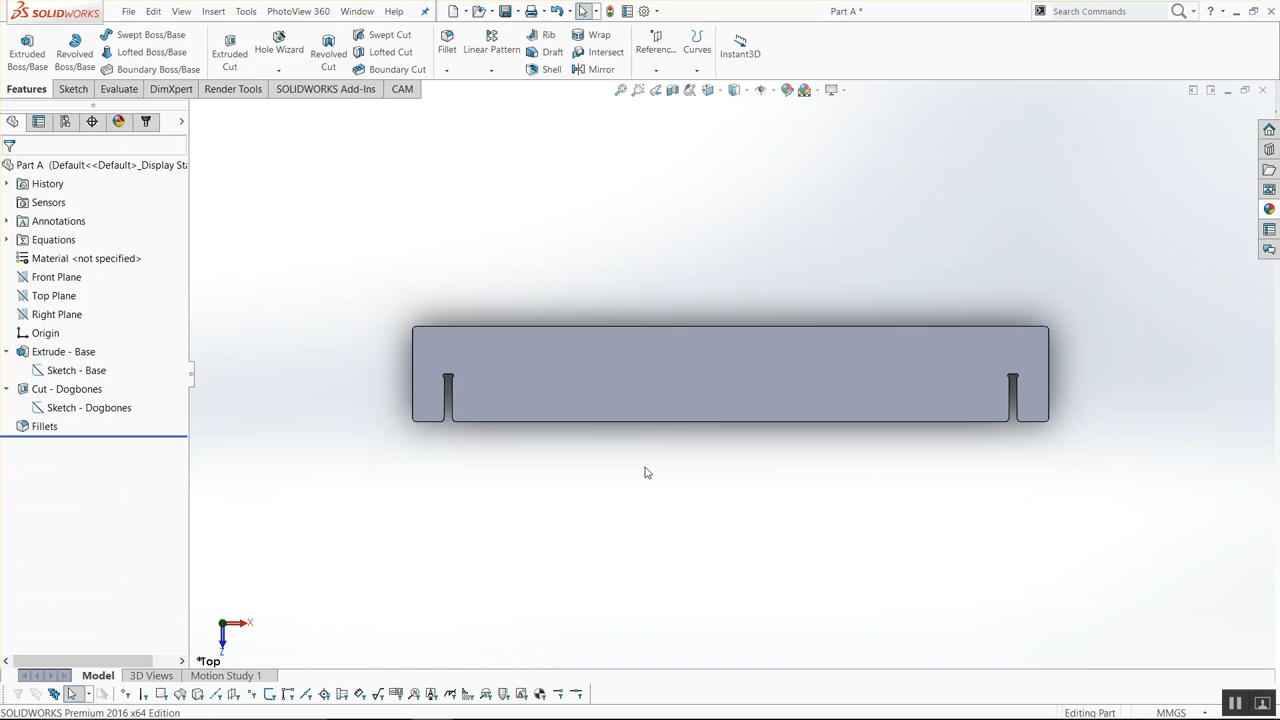 SOLIDWORKS File Edit View Insert Tools PhotoView 360 Window Help Part A * Search Commands
Extruded Boss/Base
Revolved Boss/Base
Swept Boss/Base
Lofted Boss/Base
Boundary Boss/Base
Extruded Cut
Hole Wizard
Revolved Cut
Swept Cut
Lofted Cut
Boundary Cut
Fillet
Linear Pattern
Rib
Draft
Shell
Wrap
Intersect
Mirror
Referenc...
Curves
Instant3D
Features Sketch Evaluate DimXpert Render Tools SOLIDWORKS Add-Ins CAM
Part A (Default<<Default>_Display Sta
History
Sensors
Annotations
Equations
Material <not specified>
Front Plane
Top Plane
Right Plane
Origin
Extrude - Base
Sketch - Base
Cut - Dogbones
Sketch - Dogbones
Fillets
X
Z
*Top
Model 3D Views Motion Study 1
SOLIDWORKS Premium 2016 x64 Edition Editing Part MMGS